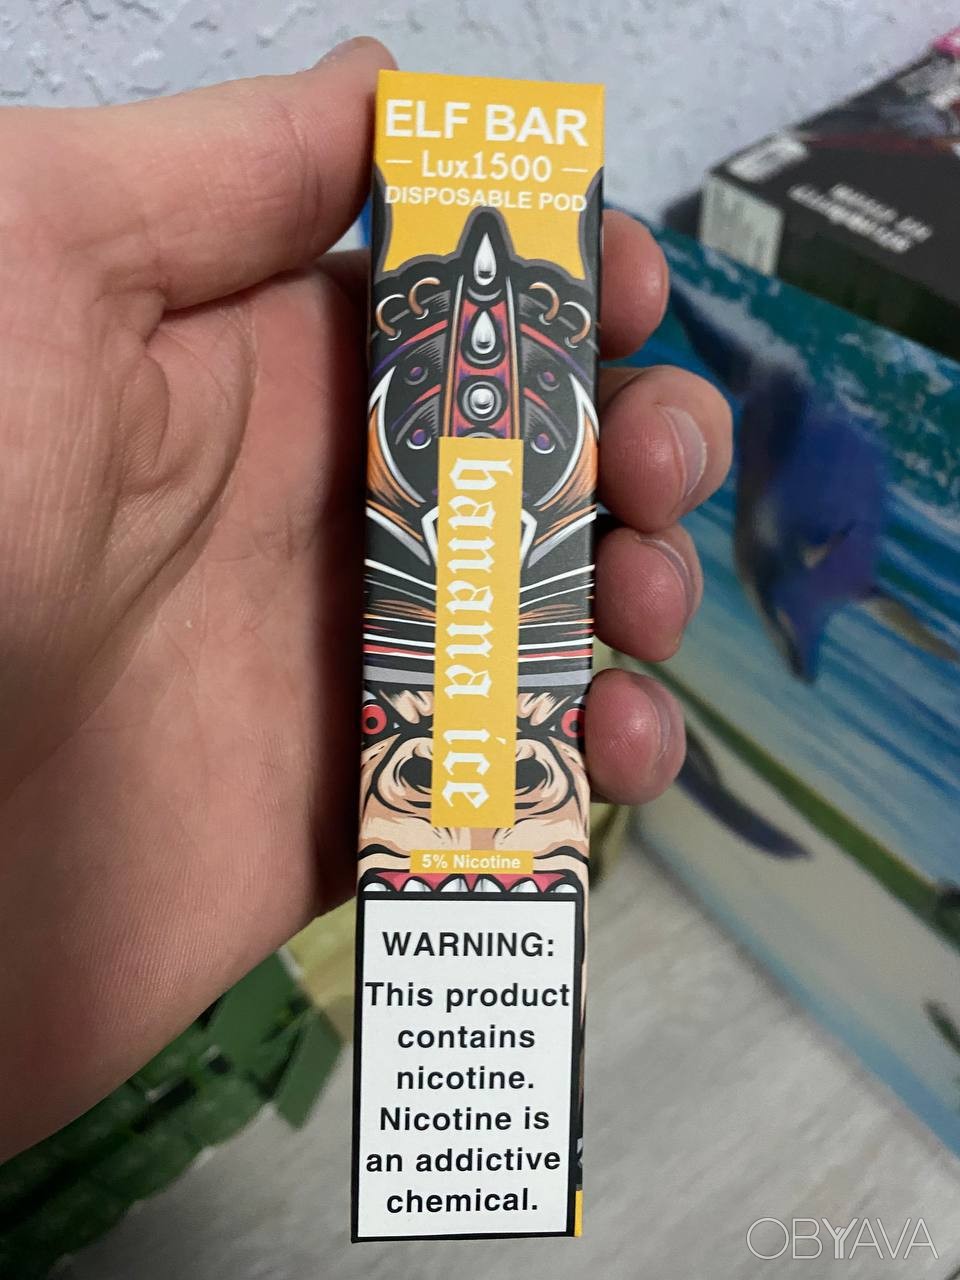 ELF BAR
– Lux1500 –
DISPOSABLE POD
banana ice
5% Nicotine
WARNING:
This product
contains
nicotine.
Nicotine is
an addictive
chemical.
OBYAVA